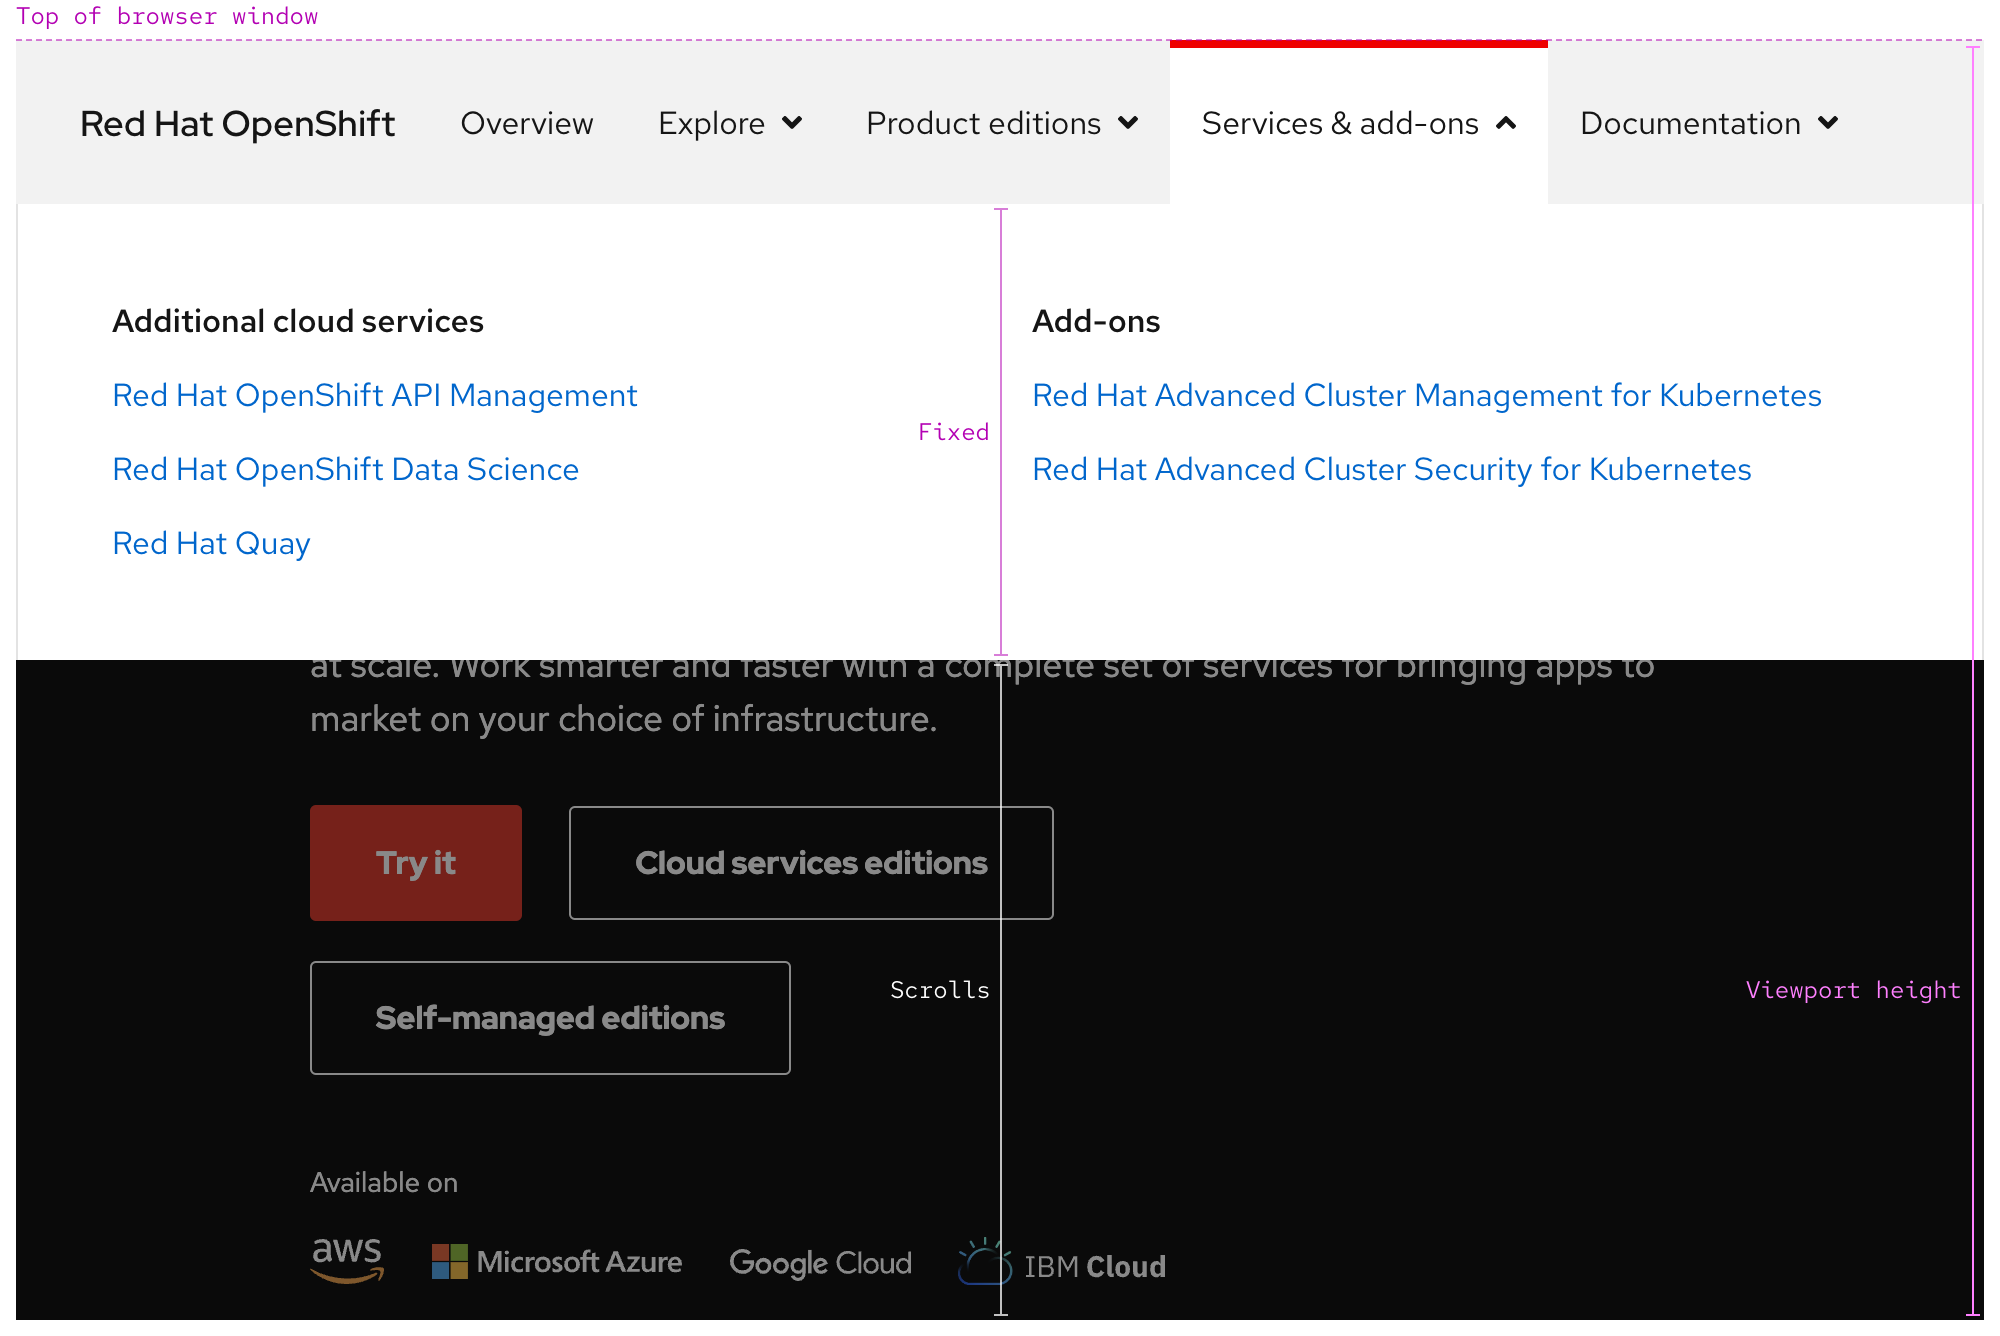 Top of browser window
Red Hat OpenShift Overview Explore Product editions Services & add-ons Documentation
Additional cloud services
Red Hat OpenShift API Management
Red Hat OpenShift Data Science
Red Hat Quay
Fixed
Add-ons
Red Hat Advanced Cluster Management for Kubernetes
Red Hat Advanced Cluster Security for Kubernetes
at scale. Work smarter and faster with a complete set of services for bringing apps to
market on your choice of infrastructure.
Try it
Cloud services editions
Self-managed editions
Scrolls
Viewport height
Available on
aws Microsoft Azure Google Cloud IBM Cloud